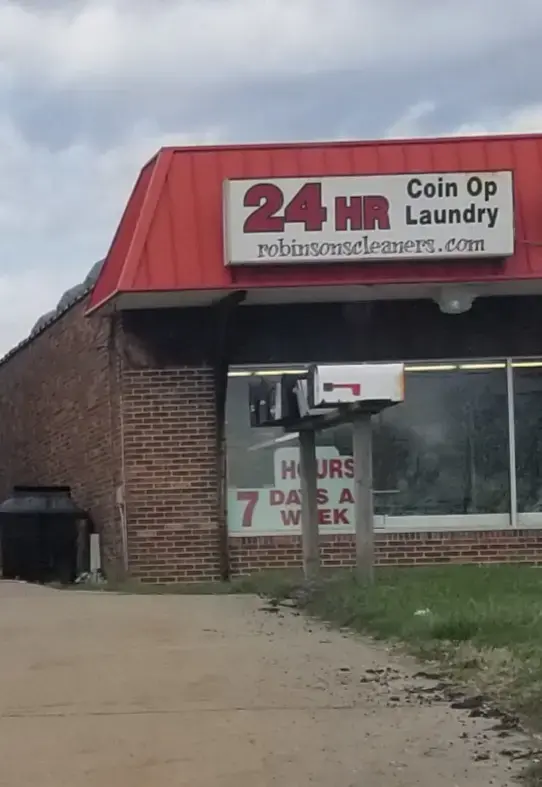 24 HR Coin Op
Laundry
robinsonscleaners.com
HOURS
7 DAYS A
WEEK